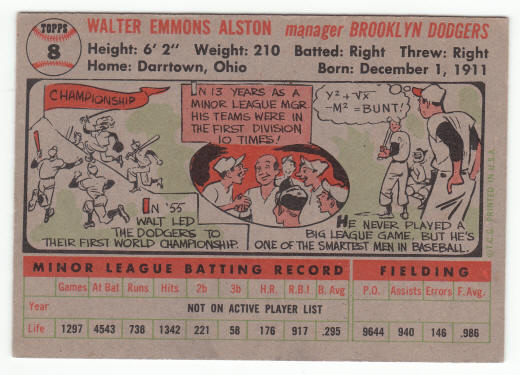 TOPPS
8
WALTER EMMONS ALSTON manager BROOKLYN DODGERS
Height: 6' 2" Weight: 210 Batted: Right Threw: Right
Home: Darrtown, Ohio Born: December 1, 1911
CHAMPIONSHIP
IN 13 YEARS AS A
MINOR LEAGUE MGR.
HIS TEAMS WERE IN
THE FIRST DIVISION
10 TIMES!
Y² + √X -
-M² = BUNT!
IN '55
WALT LED
THE DODGERS TO
THEIR FIRST WORLD CHAMPIONSHIP.
HE NEVER PLAYED A
BIG LEAGUE GAME, BUT HE'S
ONE OF THE SMARTEST MEN IN BASEBALL.
T.C.G. PRINTED IN U.S.A.
MINOR LEAGUE BATTING RECORD FIELDING
Games At Bat Runs Hits 2b 3b H.R. R.B.I. B. Avg P.O. Assists Errors F. Avg.
Year NOT ON ACTIVE PLAYER LIST
Life 1297 4543 738 1342 221 58 176 917 .295 9644 940 146 .986